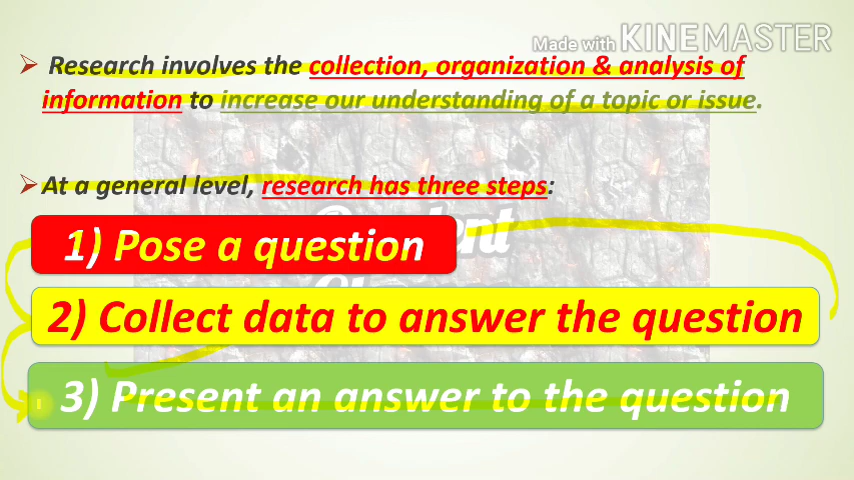 Made with KINEMASTER
➢ Research involves the collection, organization & analysis of
information to increase our understanding of a topic or issue.
➢ At a general level, research has three steps:
1) Pose a question
2) Collect data to answer the question
3) Present an answer to the question